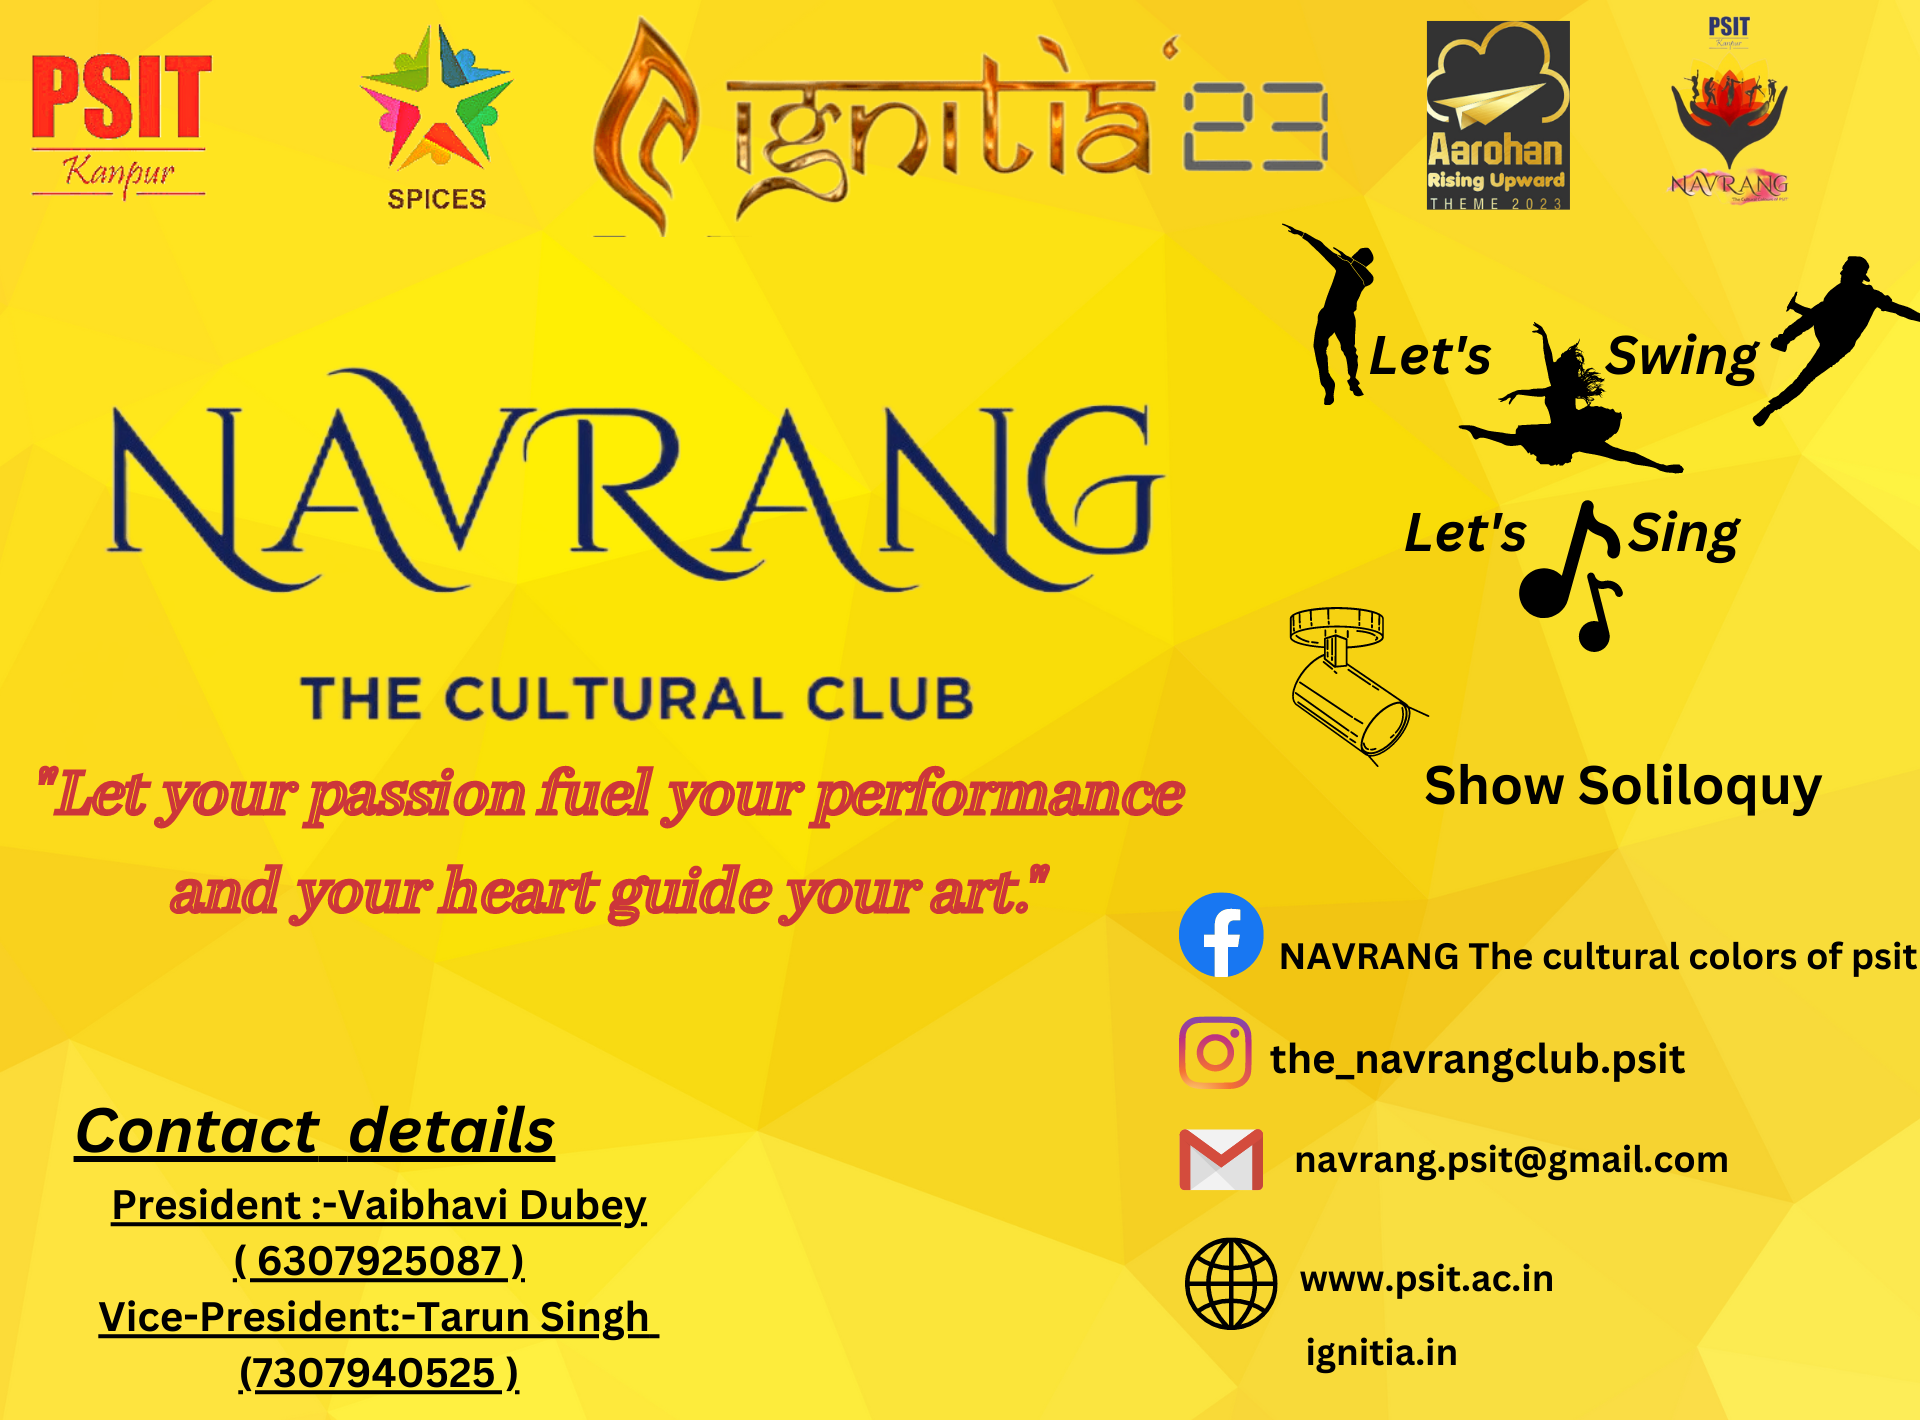 PSIT
Kanpur
SPICES
ignitia '23
Aarohan
Rising Upward
THEME 2023
PSIT
Kanpur
NAVRANG
Let's Swing
NAVRANG
THE CULTURAL CLUB
Let's Sing
"Let your passion fuel your performance
and your heart guide your art."
Show Soliloquy
NAVRANG The cultural colors of psit
the_navrangclub.psit
navrang.psit@gmail.com
www.psit.ac.in
ignitia.in
Contact details
President :-Vaibhavi Dubey
( 6307925087 )
Vice-President:-Tarun Singh
(7307940525 )